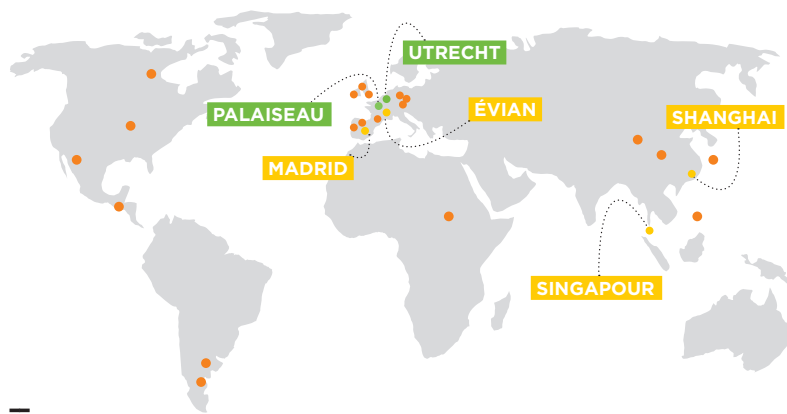 UTRECHT
PALAISEAU
ÉVIAN
SHANGHAI
MADRID
SINGAPOUR